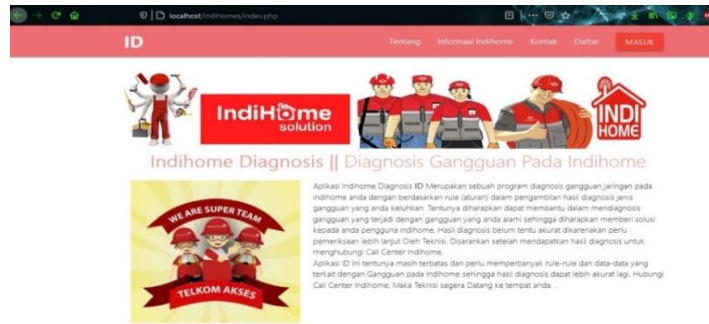 localhost/indihomes/index.php
ID
Tentang Informasi Indihome Kontak Daftar MASUK
IndiHome
solution
INDI
HOME
Indihome Diagnosis || Diagnosis Gangguan Pada Indihome
WE ARE SUPER TEAM
TELKOM AKSES
Aplikasi Indihome Diagnosis ID Merupakan sebuah program diagnosis gangguan jaringan pada
indihome anda dengan berdasarkan rule (aturan) dalam pengambilan hasil diagnosis jenis
gangguan yang anda keluhkan. Tentunya diharapkan dapat membantu dalam mendiagnosis
gangguan yang terjadi dengan gangguan yang anda alami sehingga diharapkan memberi solusi
kepada anda pengguna indihome. Hasil diagnosis belum tentu akurat dikarenakan perlu
pemeriksaan lebih lanjut Oleh Teknisi. Disarankan setelah mendapatkan hasil diagnosis untuk
menghubungi Call Center Indihome.
Aplikasi ID ini tentunya masih terbatas dan perlu memperbanyak rule-rule dan data-data yang
terkait dengan Gangguan pada Indihome sehingga hasil diagnosis dapat lebih akurat lagi. Hubungi
Call Center Indihome, Maka Teknisi segera Datang ke tempat anda...